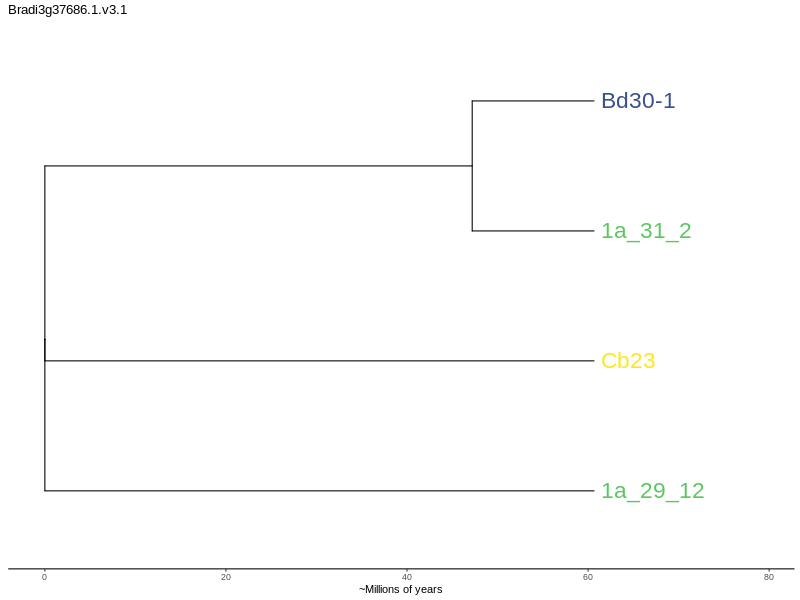 Bradi3g37686.1.v3.1
Bd30-1
1a_31_2
Cb23
1a_29_12
0 20 40 60 80
~Millions of years